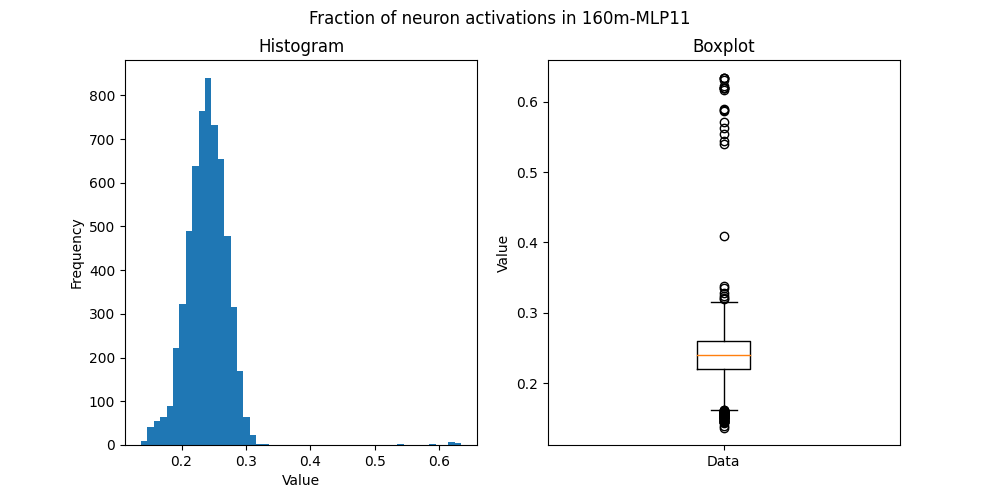 Fraction of neuron activations in 160m-MLP11
Histogram
Frequency
800
700
600
500
400
300
200
100
0
0.2
0.3
0.4
0.5
0.6
Value
Boxplot
Value
0.6
0.5
0.4
0.3
0.2
Data